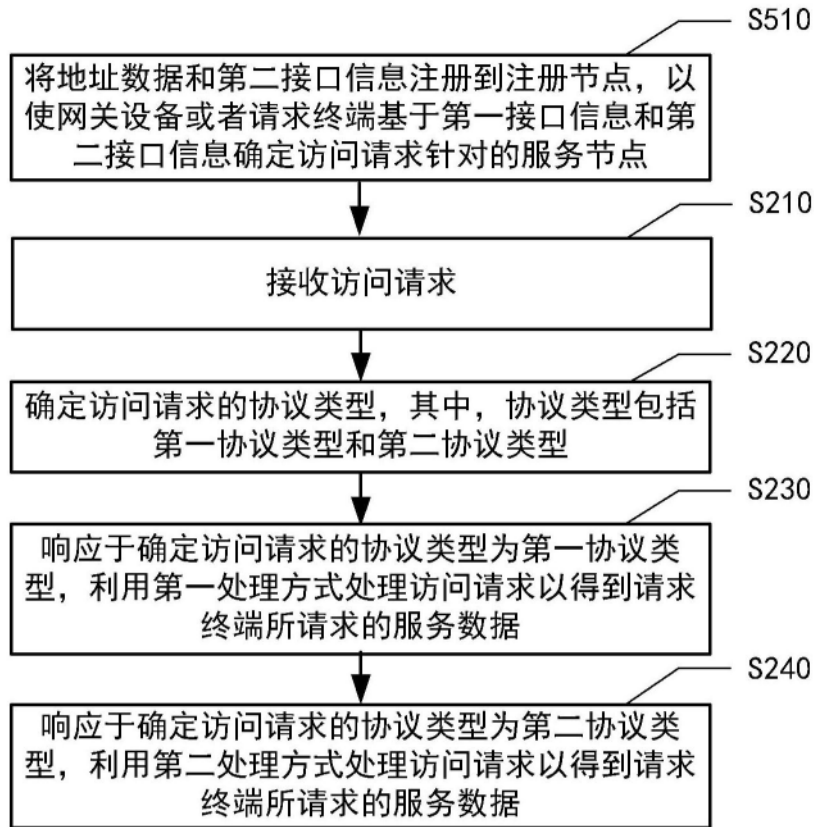 S510
将地址数据和第二接口信息注册到注册节点，以
使网关设备或者请求终端基于第一接口信息和第
二接口信息确定访问请求针对的服务节点
S210
接收访问请求
S220
确定访问请求的协议类型，其中，协议类型包括
第一协议类型和第二协议类型
S230
响应于确定访问请求的协议类型为第一协议类
型，利用第一处理方式处理访问请求以得到请求
终端所请求的服务数据
S240
响应于确定访问请求的协议类型为第二协议类
型，利用第二处理方式处理访问请求以得到请求
终端所请求的服务数据